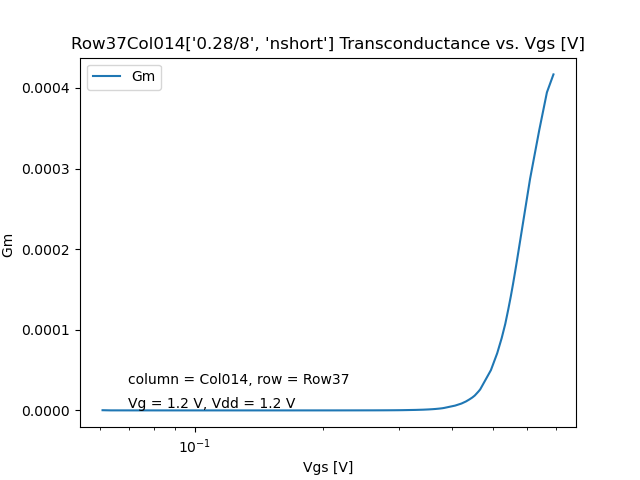 Row37Col014['0.28/8', 'nshort'] Transconductance vs. Vgs [V]
Gm
0.0004
0.0003
0.0002
0.0001
0.0000
Gm
column = Col014, row = Row37
Vg = 1.2 V, Vdd = 1.2 V
10⁻¹
Vgs [V]